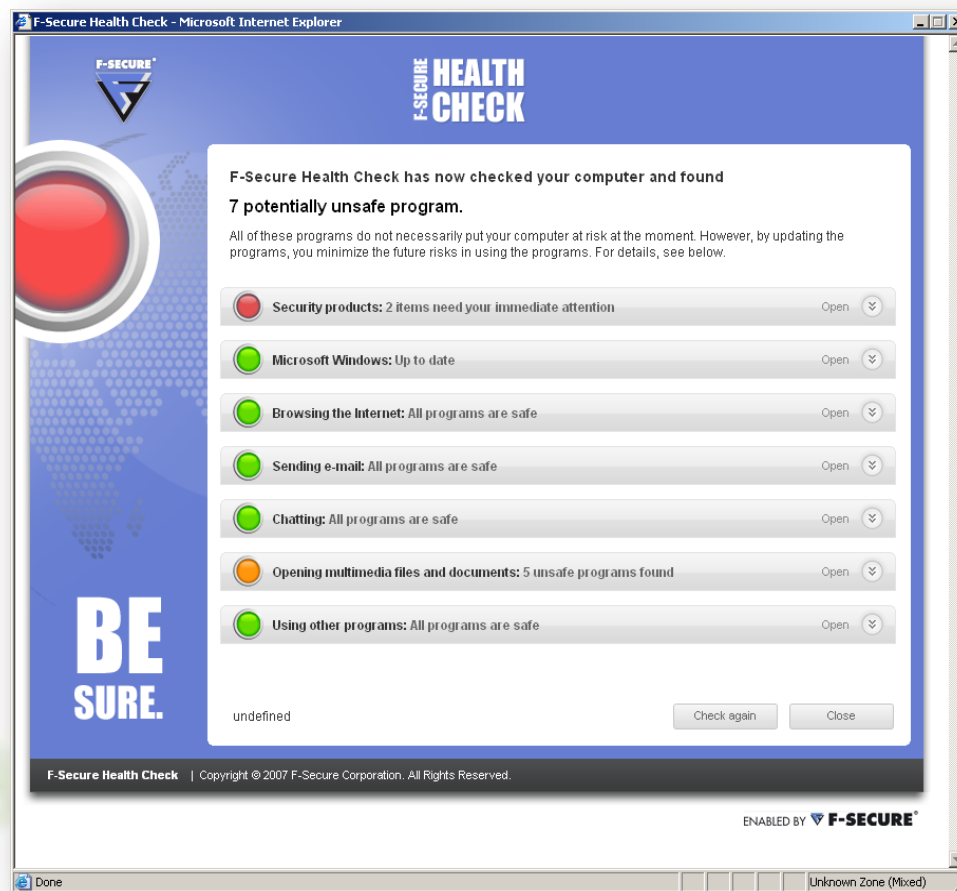 F-Secure Health Check - Microsoft Internet Explorer
F-SECURE®
F-SECURE HEALTH CHECK
F-Secure Health Check has now checked your computer and found
7 potentially unsafe program.
All of these programs do not necessarily put your computer at risk at the moment. However, by updating the
programs, you minimize the future risks in using the programs. For details, see below.
Security products: 2 items need your immediate attention Open
Microsoft Windows: Up to date Open
Browsing the Internet: All programs are safe Open
Sending e-mail: All programs are safe Open
Chatting: All programs are safe Open
Opening multimedia files and documents: 5 unsafe programs found Open
Using other programs: All programs are safe Open
BE
SURE.
undefined Check again Close
F-Secure Health Check | Copyright © 2007 F-Secure Corporation. All Rights Reserved.
ENABLED BY F-SECURE®
Done Unknown Zone (Mixed)